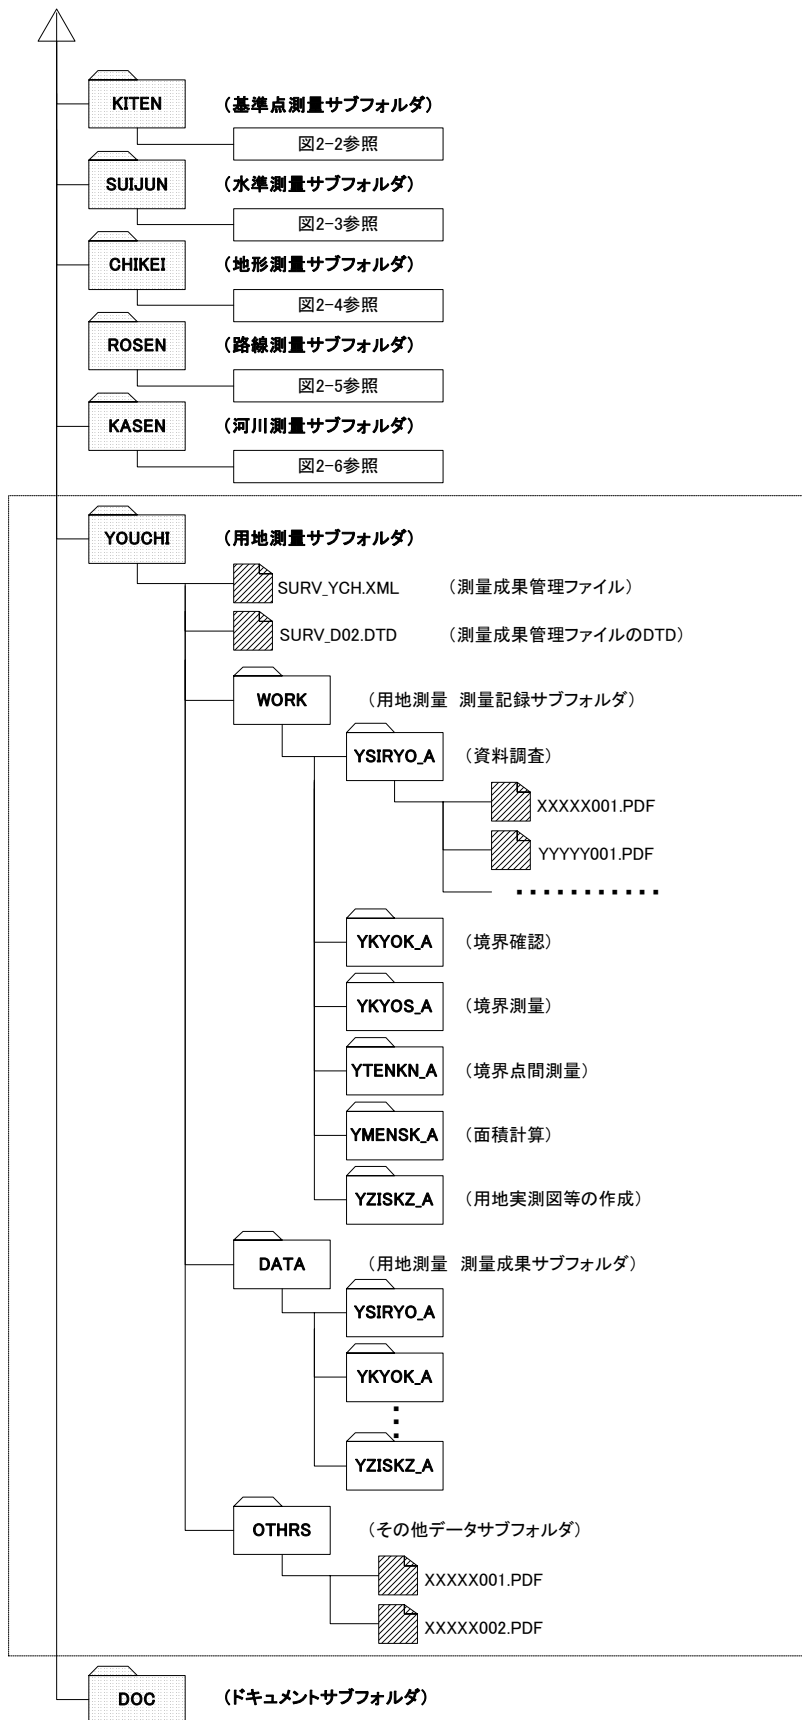 KITEN (基準点測量サブフォルダ)
図2-2参照
SUIJUN (水準測量サブフォルダ)
図2-3参照
CHIKEI (地形測量サブフォルダ)
図2-4参照
ROSEN (路線測量サブフォルダ)
図2-5参照
KASEN (河川測量サブフォルダ)
図2-6参照
YOUCHI (用地測量サブフォルダ)
SURV_YCH.XML (測量成果管理ファイル)
SURV_D02.DTD (測量成果管理ファイルのDTD)
WORK (用地測量 測量記録サブフォルダ)
YSIRYO_A (資料調査)
XXXXX001.PDF
YYYYY001.PDF
・・・・・・・・・・・
YKYOK_A (境界確認)
YKYOS_A (境界測量)
YTENKN_A (境界点間測量)
YMENSK_A (面積計算)
YZISKZ_A (用地実測図等の作成)
DATA (用地測量 測量成果サブフォルダ)
YSIRYO_A
YKYOK_A
YZISKZ_A
OTHRS (その他データサブフォルダ)
XXXXX001.PDF
XXXXX002.PDF
DOC (ドキュメントサブフォルダ)